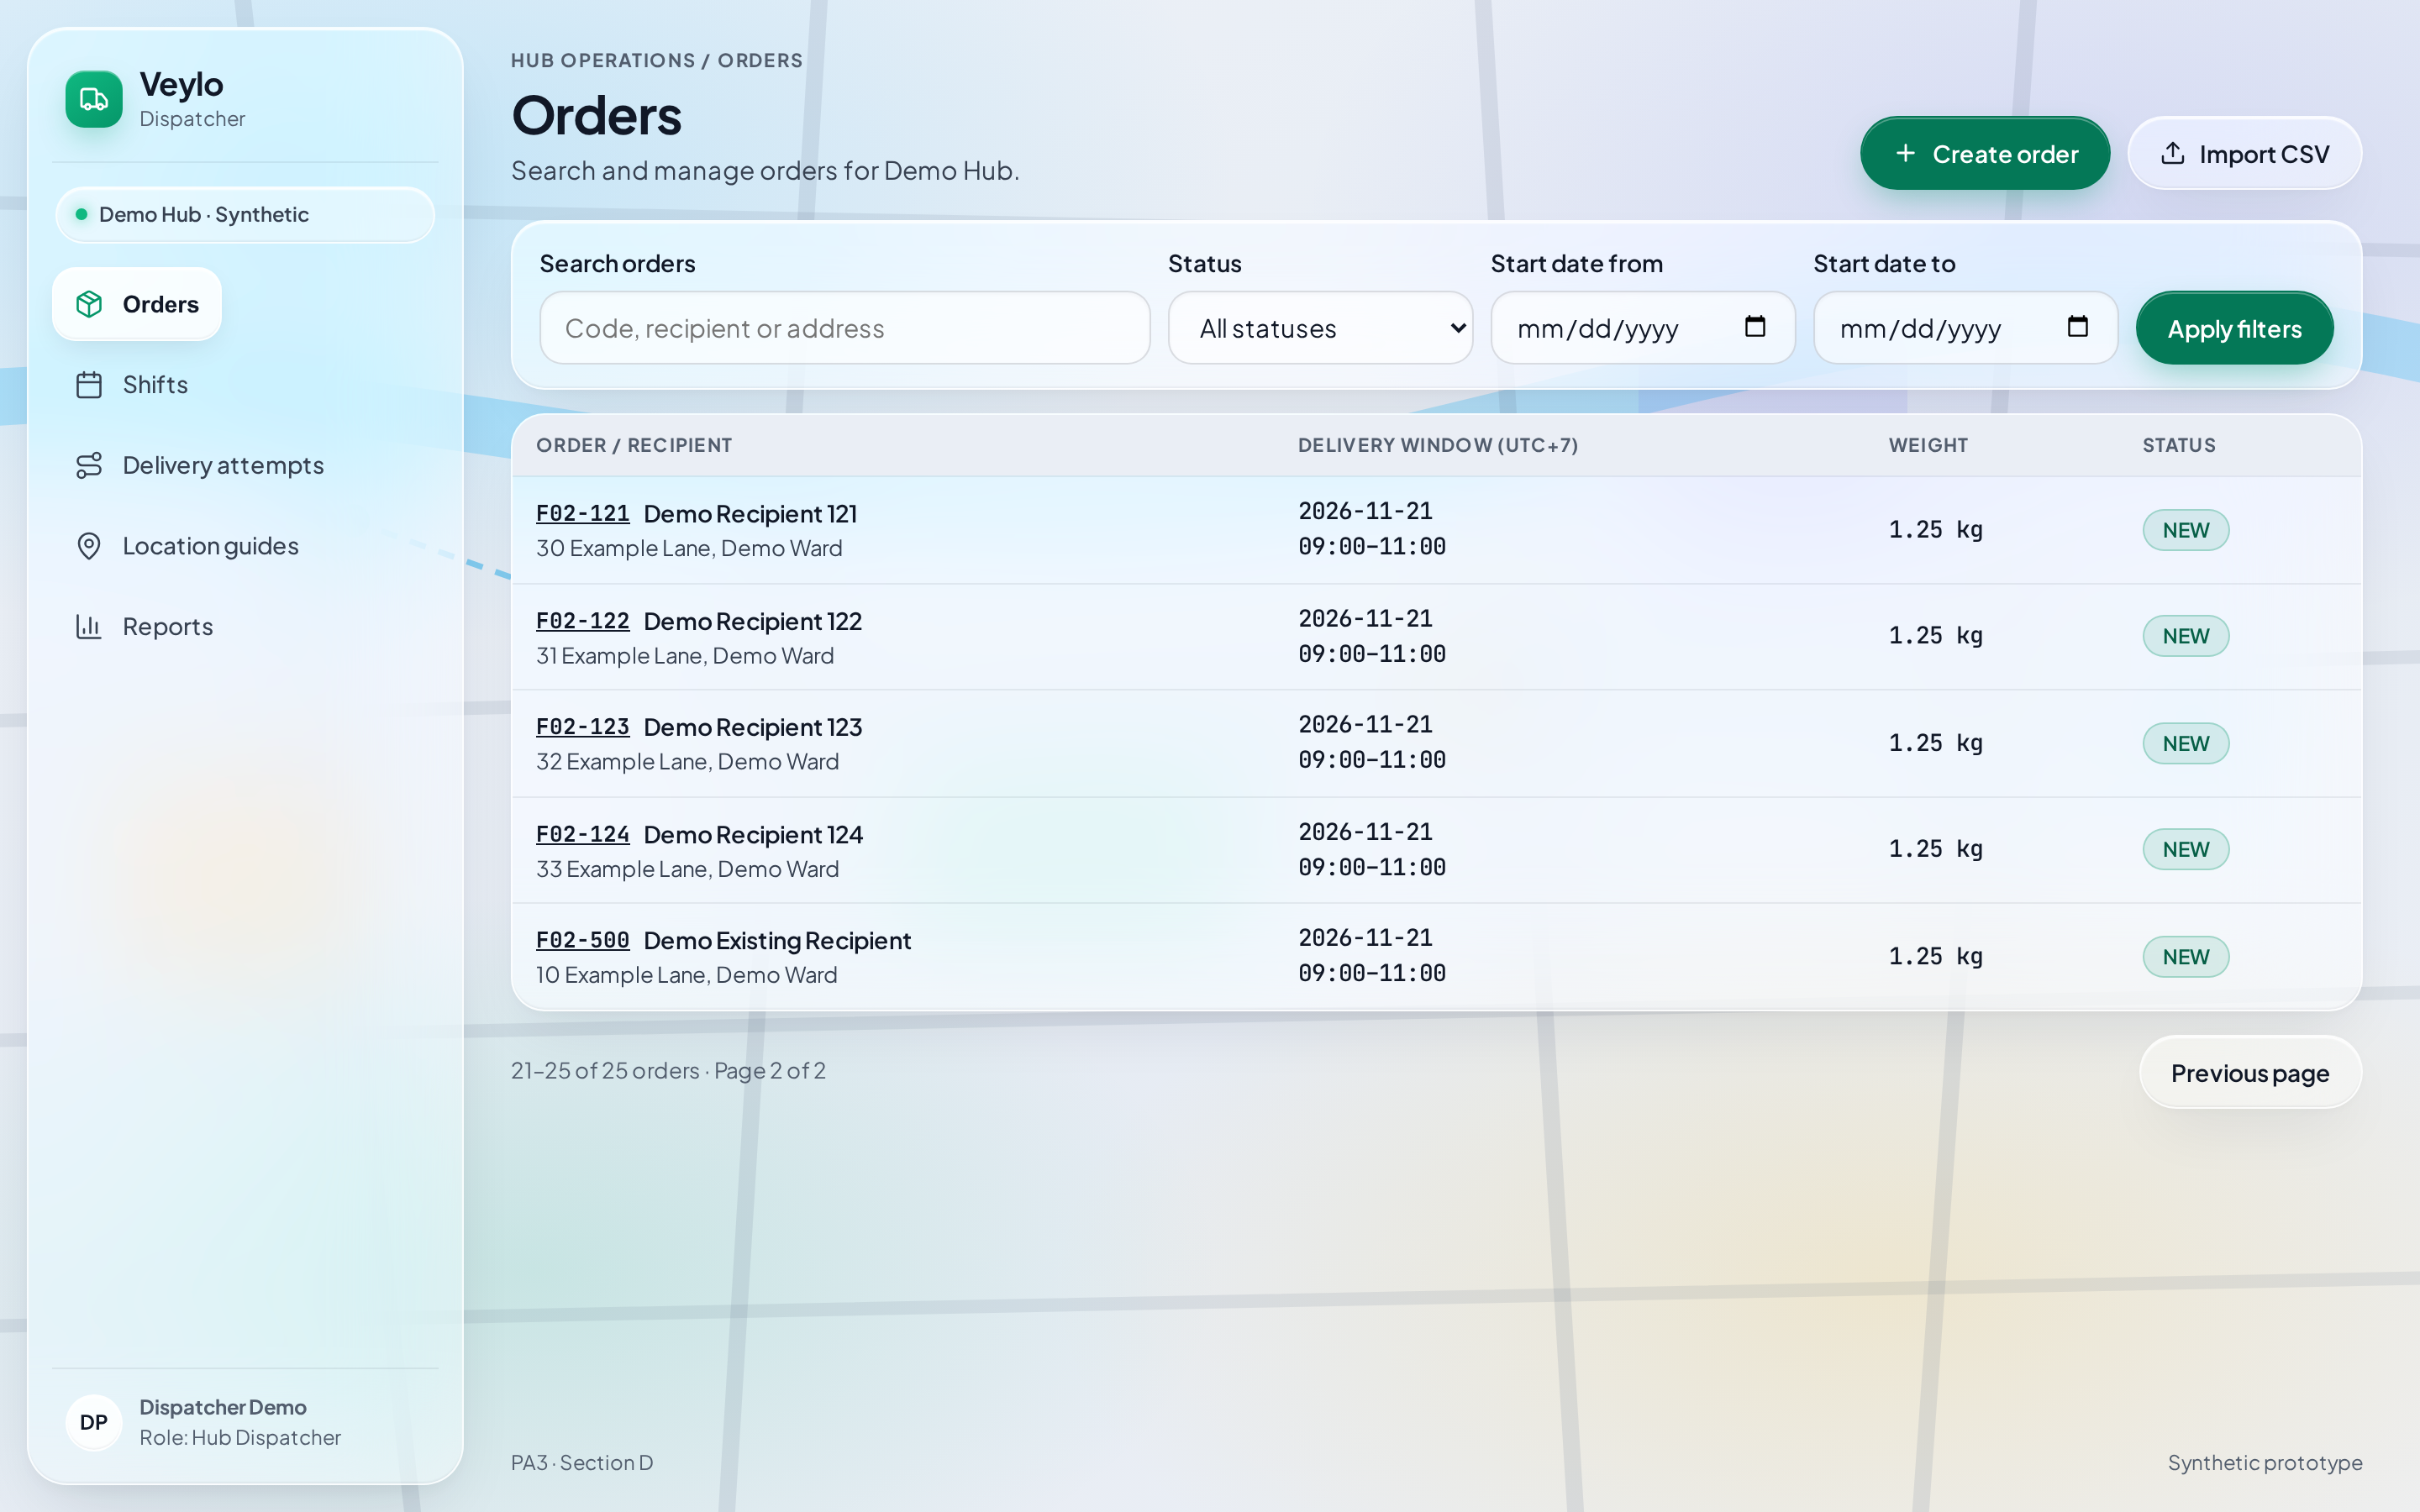 Veylo
Dispatcher
Demo Hub · Synthetic
Orders
Shifts
Delivery attempts
Location guides
Reports
DP
Dispatcher Demo
Role: Hub Dispatcher
HUB OPERATIONS / ORDERS
Orders
Search and manage orders for Demo Hub.
Create order
Import CSV
Search orders
Code, recipient or address
Status
All statuses
Start date from
mm/dd/yyyy
Start date to
mm/dd/yyyy
Apply filters
ORDER / RECIPIENT DELIVERY WINDOW (UTC+7) WEIGHT STATUS
F02-121 Demo Recipient 121
30 Example Lane, Demo Ward
2026-11-21
09:00–11:00
1.25 kg
NEW
F02-122 Demo Recipient 122
31 Example Lane, Demo Ward
2026-11-21
09:00–11:00
1.25 kg
NEW
F02-123 Demo Recipient 123
32 Example Lane, Demo Ward
2026-11-21
09:00–11:00
1.25 kg
NEW
F02-124 Demo Recipient 124
33 Example Lane, Demo Ward
2026-11-21
09:00–11:00
1.25 kg
NEW
F02-500 Demo Existing Recipient
10 Example Lane, Demo Ward
2026-11-21
09:00–11:00
1.25 kg
NEW
21–25 of 25 orders · Page 2 of 2
Previous page
PA3 · Section D
Synthetic prototype